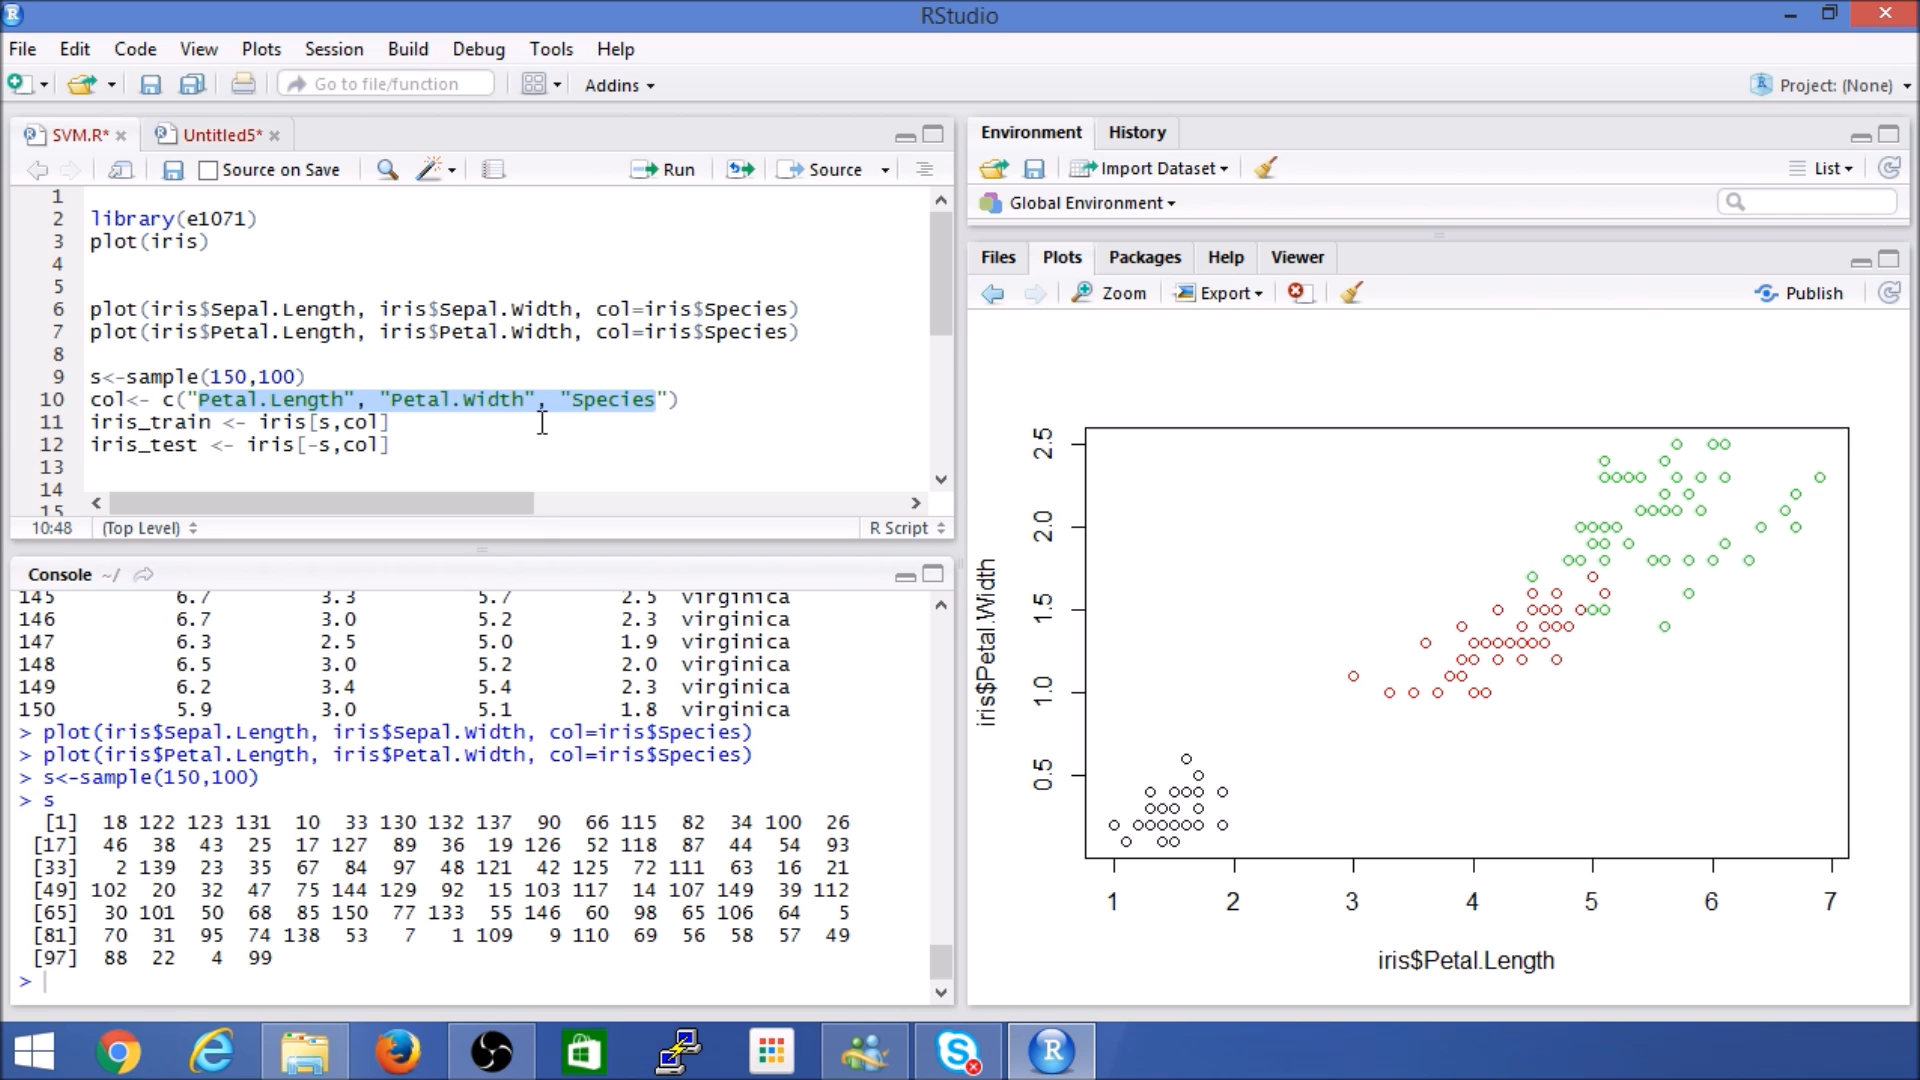 RStudio
File Edit Code View Plots Session Build Debug Tools Help
Go to file/function Addins Project: (None)
SVM.R* Untitled5*
Source on Save Run Source
1
2 library(e1071)
3 plot(iris)
4
5
6 plot(iris$Sepal.Length, iris$Sepal.Width, col=iris$Species)
7 plot(iris$Petal.Length, iris$Petal.Width, col=iris$Species)
8
9 s<-sample(150,100)
10 col<- c("Petal.Length", "Petal.Width", "Species")
11 iris_train <- iris[s,col]
12 iris_test <- iris[-s,col]
13
14
15
10:48 (Top Level) R Script
Console ~/
145 6.7 3.3 5.7 2.5 virginica
146 6.7 3.0 5.2 2.3 virginica
147 6.3 2.5 5.0 1.9 virginica
148 6.5 3.0 5.2 2.0 virginica
149 6.2 3.4 5.4 2.3 virginica
150 5.9 3.0 5.1 1.8 virginica
> plot(iris$Sepal.Length, iris$Sepal.Width, col=iris$Species)
> plot(iris$Petal.Length, iris$Petal.Width, col=iris$Species)
> s<-sample(150,100)
> s
[1] 18 122 123 131 10 33 130 132 137 90 66 115 82 34 100 26
[17] 46 38 43 25 17 127 89 36 19 126 52 118 87 44 54 93
[33] 2 139 23 35 67 84 97 48 121 42 125 72 111 63 16 21
[49] 102 20 32 47 75 144 129 92 15 103 117 14 107 149 39 112
[65] 30 101 50 68 85 150 77 133 55 146 60 98 65 106 64 5
[81] 70 31 95 74 138 53 7 1 109 9 110 69 56 58 57 49
[97] 88 22 4 99
>
Environment History
Import Dataset List
Global Environment
Files Plots Packages Help Viewer
Zoom Export Publish
iris$Petal.Width
2.5
2.0
1.5
1.0
0.5
1 2 3 4 5 6 7
iris$Petal.Length